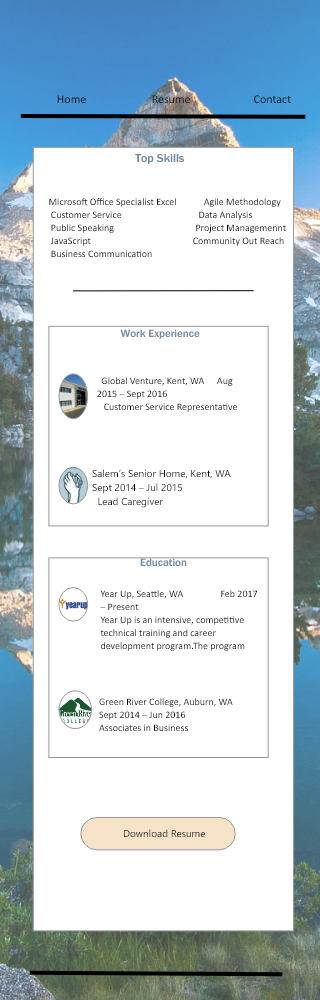 Home Resume Contact
Top Skills
Microsoft Office Specialist Excel Agile Methodology
Customer Service Data Analysis
Public Speaking Project Managemennt
JavaScript Community Out Reach
Business Communication
Work Experience
Global Venture, Kent, WA Aug
2015 – Sept 2016
Customer Service Representative
Salem's Senior Home, Kent, WA
Sept 2014 – Jul 2015
Lead Caregiver
Education
yearup
Year Up, Seattle, WA Feb 2017
– Present
Year Up is an intensive, competitive
technical training and career
development program.The program
Green River College, Auburn, WA
Sept 2014 – Jun 2016
Associates in Business
COLLEGE
Download Resume